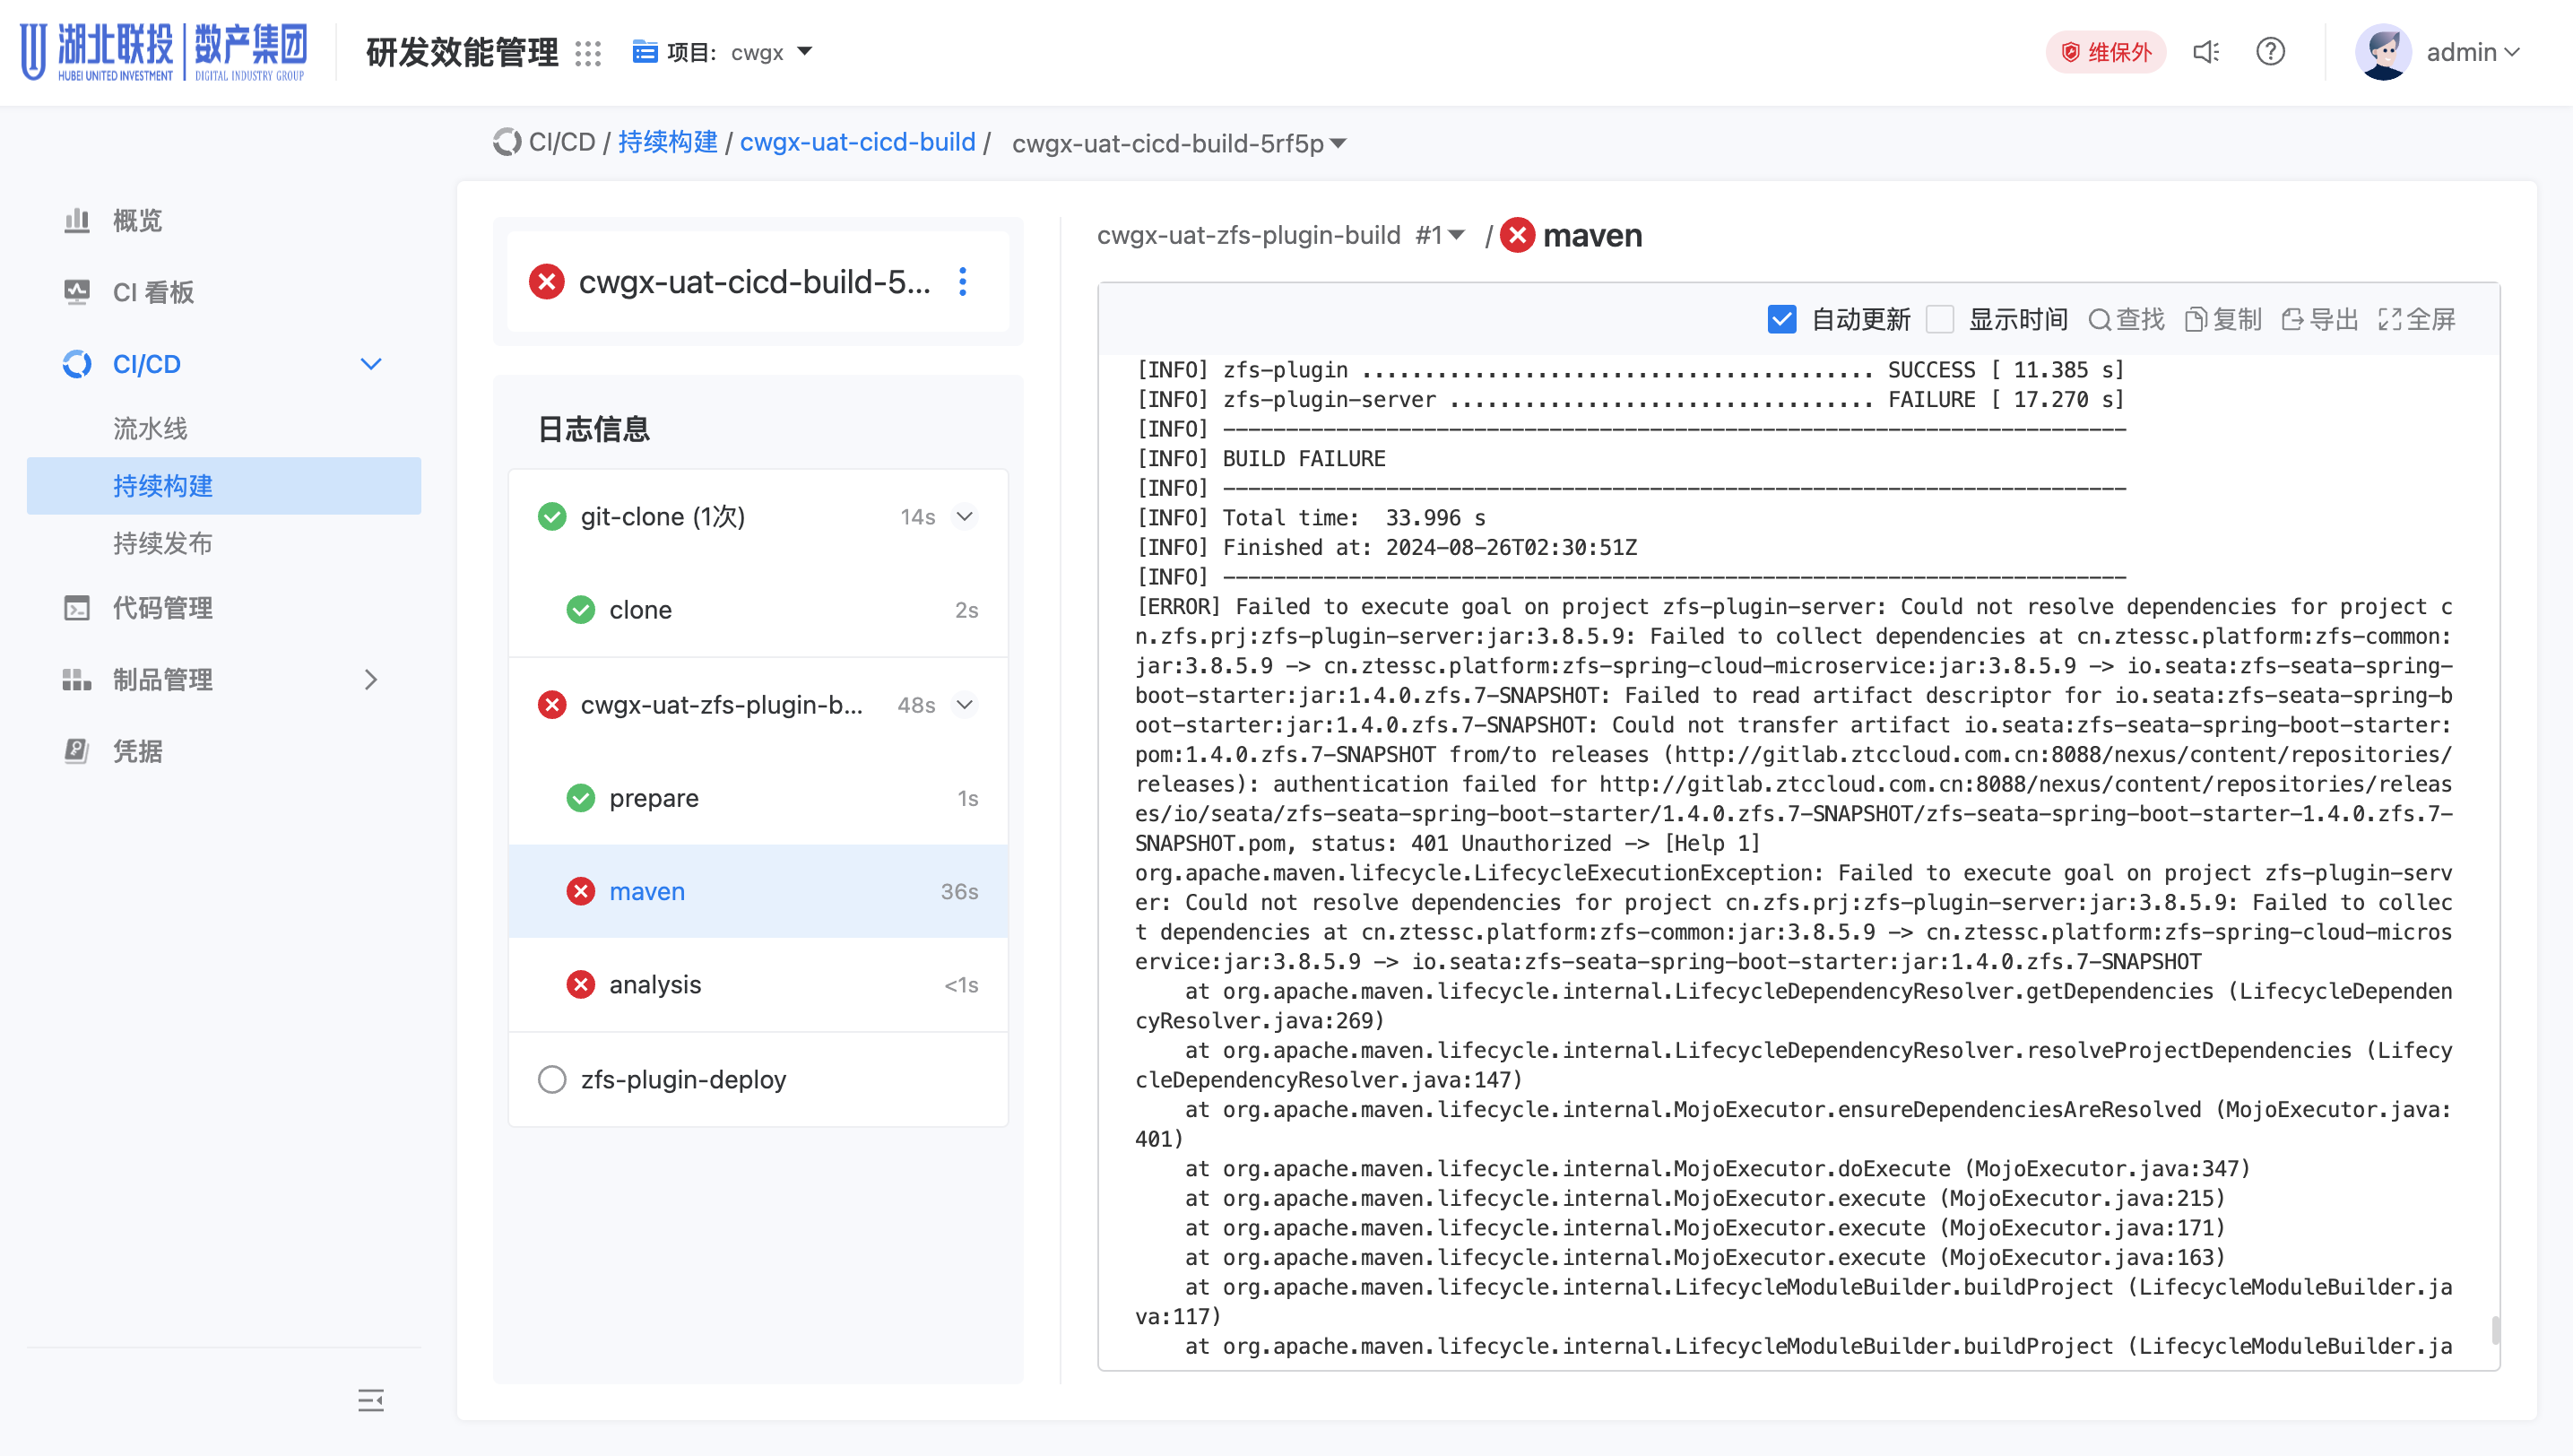 湖北联投 数产集团
HUBEI UNITED INVESTMENT DIGITAL INDUSTRY GROUP
研发效能管理 项目: cwgx
维保外 admin
CI/CD / 持续构建 / cwgx-uat-cicd-build / cwgx-uat-cicd-build-5rf5p
概览
CI 看板
CI/CD
流水线
持续构建
持续发布
代码管理
制品管理
凭据
cwgx-uat-cicd-build-5...
日志信息
git-clone (1次) 14s
clone 2s
cwgx-uat-zfs-plugin-b... 48s
prepare 1s
maven 36s
analysis <1s
zfs-plugin-deploy
cwgx-uat-zfs-plugin-build #1 / maven
自动更新 显示时间 查找 复制 导出 全屏
[INFO] zfs-plugin ......................................... SUCCESS [ 11.385 s]
[INFO] zfs-plugin-server .................................. FAILURE [ 17.270 s]
[INFO] ------------------------------------------------------------------------
[INFO] BUILD FAILURE
[INFO] ------------------------------------------------------------------------
[INFO] Total time:  33.996 s
[INFO] Finished at: 2024-08-26T02:30:51Z
[INFO] ------------------------------------------------------------------------
[ERROR] Failed to execute goal on project zfs-plugin-server: Could not resolve dependencies for project c
n.zfs.prj:zfs-plugin-server:jar:3.8.5.9: Failed to collect dependencies at cn.ztessc.platform:zfs-common:
jar:3.8.5.9 -> cn.ztessc.platform:zfs-spring-cloud-microservice:jar:3.8.5.9 -> io.seata:zfs-seata-spring-
boot-starter:jar:1.4.0.zfs.7-SNAPSHOT: Failed to read artifact descriptor for io.seata:zfs-seata-spring-b
oot-starter:jar:1.4.0.zfs.7-SNAPSHOT: Could not transfer artifact io.seata:zfs-seata-spring-boot-starter:
pom:1.4.0.zfs.7-SNAPSHOT from/to releases (http://gitlab.ztccloud.com.cn:8088/nexus/content/repositories/
releases): authentication failed for http://gitlab.ztccloud.com.cn:8088/nexus/content/repositories/releas
es/io/seata/zfs-seata-spring-boot-starter/1.4.0.zfs.7-SNAPSHOT/zfs-seata-spring-boot-starter-1.4.0.zfs.7-
SNAPSHOT.pom, status: 401 Unauthorized -> [Help 1]
org.apache.maven.lifecycle.LifecycleExecutionException: Failed to execute goal on project zfs-plugin-serv
er: Could not resolve dependencies for project cn.zfs.prj:zfs-plugin-server:jar:3.8.5.9: Failed to collec
t dependencies at cn.ztessc.platform:zfs-common:jar:3.8.5.9 -> cn.ztessc.platform:zfs-spring-cloud-micros
ervice:jar:3.8.5.9 -> io.seata:zfs-seata-spring-boot-starter:jar:1.4.0.zfs.7-SNAPSHOT
at org.apache.maven.lifecycle.internal.LifecycleDependencyResolver.getDependencies (LifecycleDependen
cyResolver.java:269)
at org.apache.maven.lifecycle.internal.LifecycleDependencyResolver.resolveProjectDependencies (Lifecy
cleDependencyResolver.java:147)
at org.apache.maven.lifecycle.internal.MojoExecutor.ensureDependenciesAreResolved (MojoExecutor.java:
401)
at org.apache.maven.lifecycle.internal.MojoExecutor.doExecute (MojoExecutor.java:347)
at org.apache.maven.lifecycle.internal.MojoExecutor.execute (MojoExecutor.java:215)
at org.apache.maven.lifecycle.internal.MojoExecutor.execute (MojoExecutor.java:171)
at org.apache.maven.lifecycle.internal.MojoExecutor.execute (MojoExecutor.java:163)
at org.apache.maven.lifecycle.internal.LifecycleModuleBuilder.buildProject (LifecycleModuleBuilder.ja
va:117)
at org.apache.maven.lifecycle.internal.LifecycleModuleBuilder.buildProject (LifecycleModuleBuilder.ja